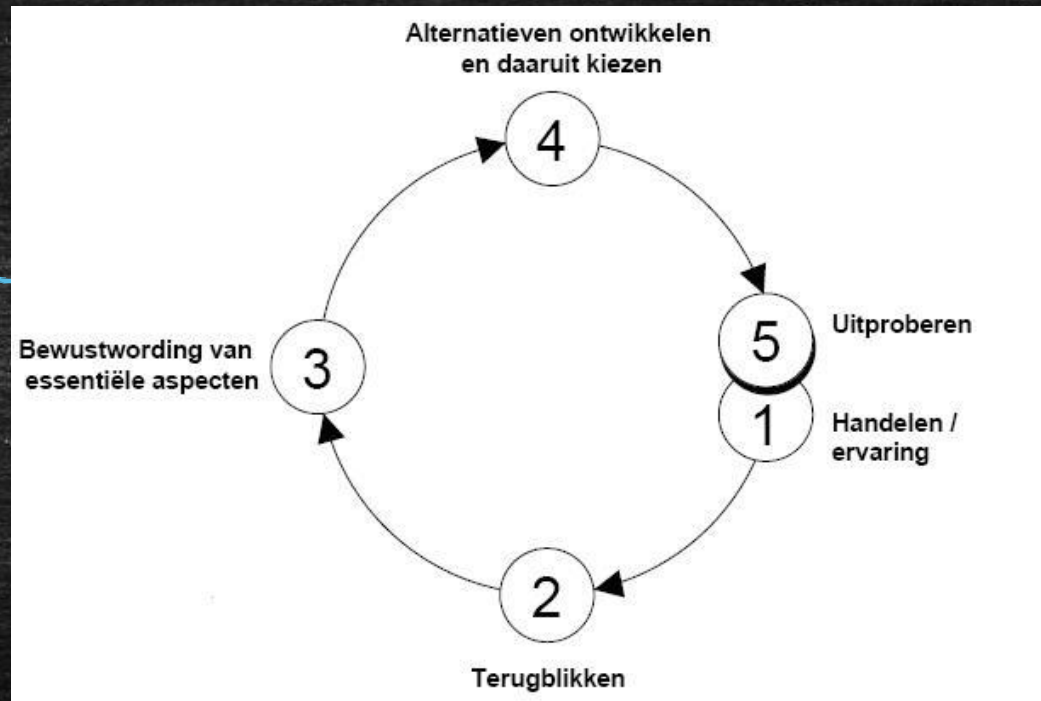 Alternatieven ontwikkelen
en daaruit kiezen
4
5
Uitproberen
Bewustwording van
essentiële aspecten
3
1
Handelen /
ervaring
2
Terugblikken